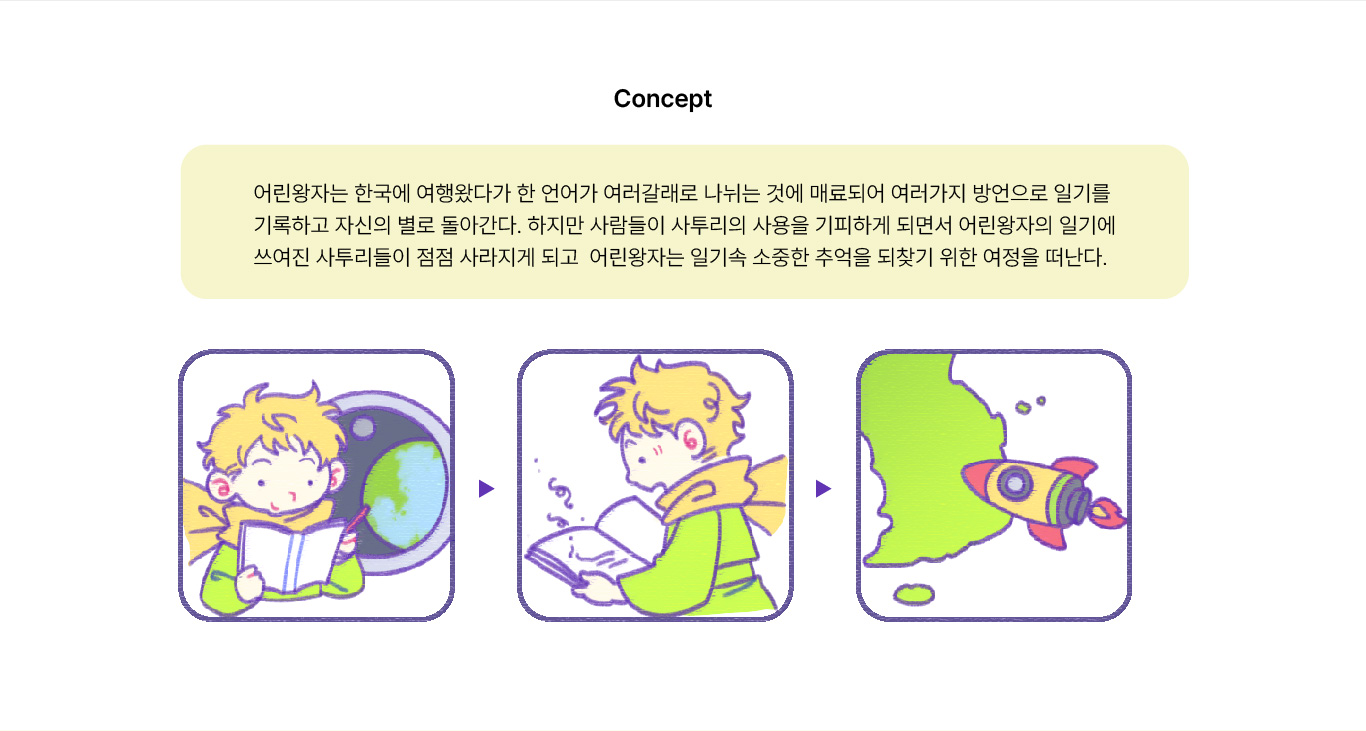 Concept
어린왕자는 한국에 여행왔다가 한 언어가 여러갈래로 나뉘는 것에 매료되어 여러가지 방언으로 일기를
기록하고 자신의 별로 돌아간다. 하지만 사람들이 사투리의 사용을 기피하게 되면서 어린왕자의 일기에
쓰여진 사투리들이 점점 사라지게 되고  어린왕자는 일기속 소중한 추억을 되찾기 위한 여정을 떠난다.